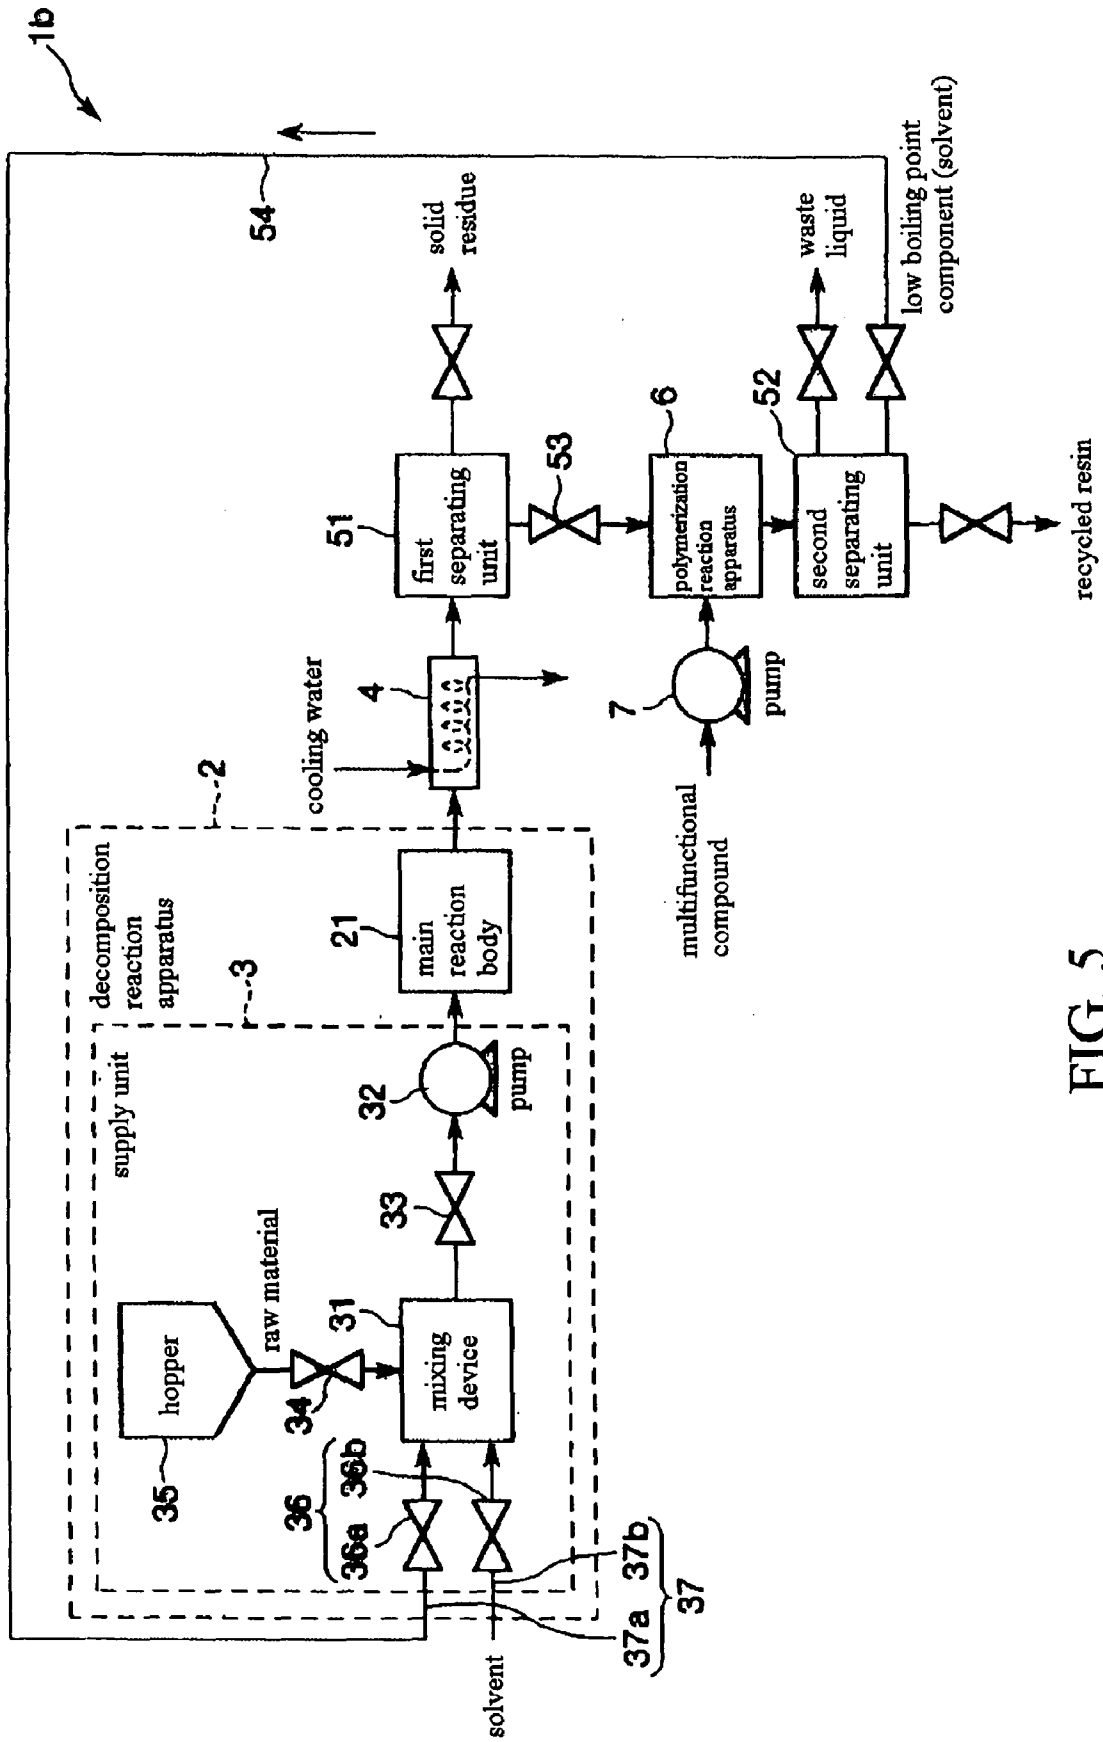 1b
54
decomposition
reaction
apparatus
2
supply unit
3
hopper
35
raw material
34
36
36a
36b
mixing
device
31
33
32
pump
main
reaction
body
21
cooling water
4
first
separating
unit
51
solid
residue
53
polymerization
reaction
apparatus
6
7
pump
multifunctional
compound
second
separating
unit
52
waste
liquid
low boiling point
component (solvent)
recycled resin
solvent
37a
37b
37
FIG. 5